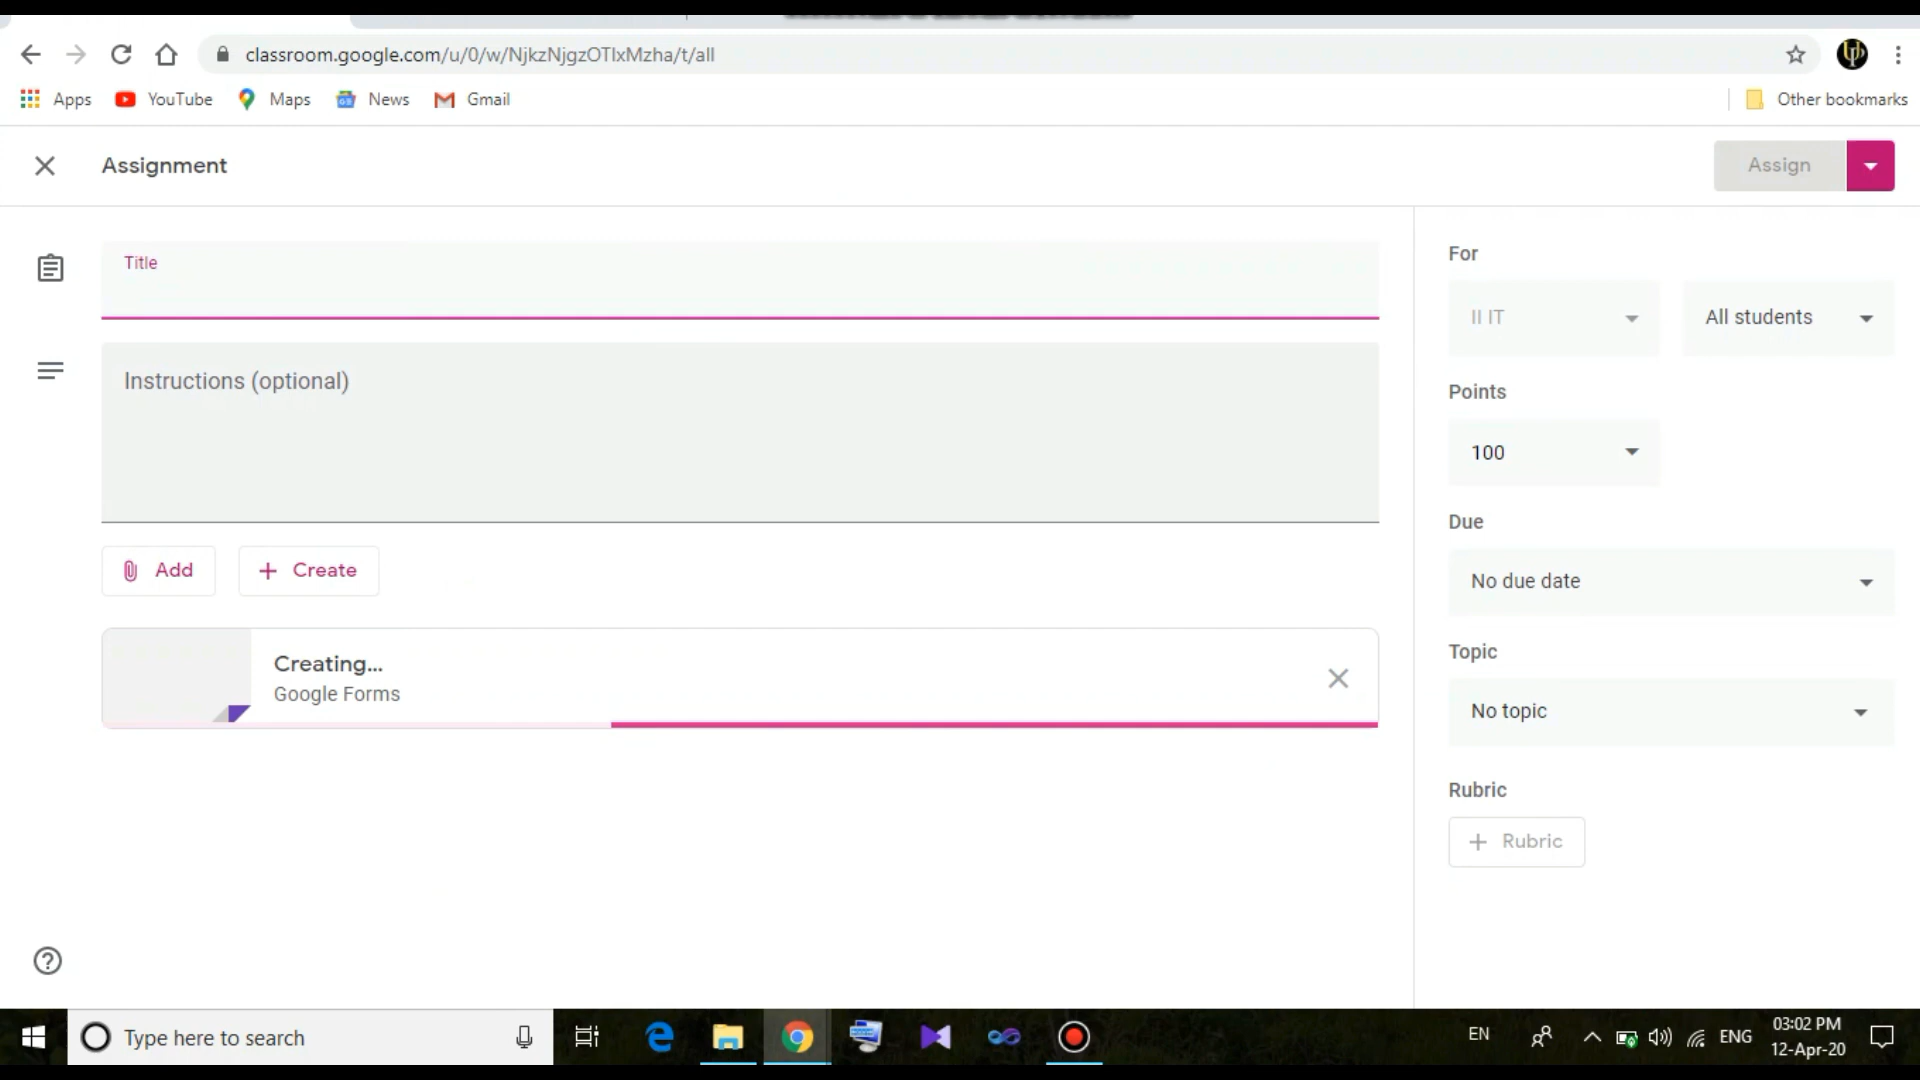 classroom.google.com/u/0/w/NjkzNjgzOTIxMzha/t/all
Apps YouTube Maps News Gmail Other bookmarks
Assignment Assign
Title
Instructions (optional)
Add Create
Creating...
Google Forms
For
II IT All students
Points
100
Due
No due date
Topic
No topic
Rubric
Rubric
Type here to search
EN ENG
03:02 PM
12-Apr-20